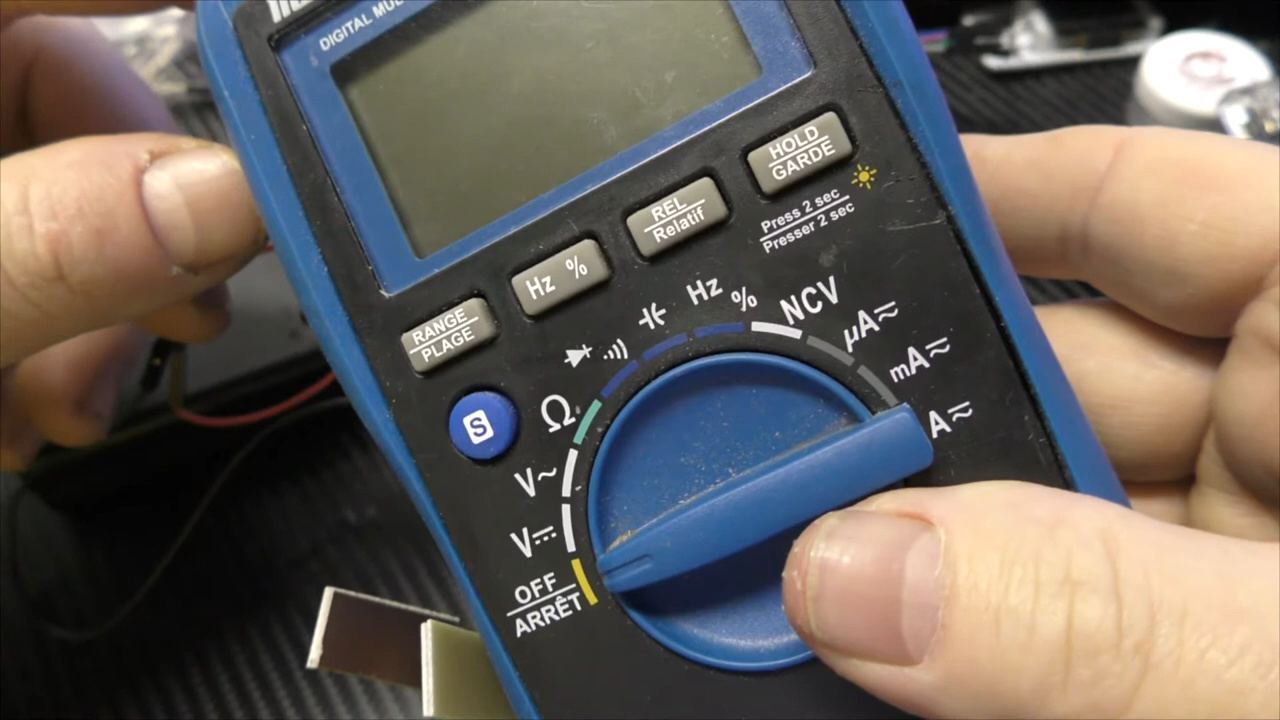 DIGITAL
HOLD
GARDE
REL
Relatif
Press 2 sec
Presser 2 sec
Hz %
RANGE
PLAGE
Hz
%
NCV
µA
mA
A
S
Ω
V~
V
OFF
ARRÊT